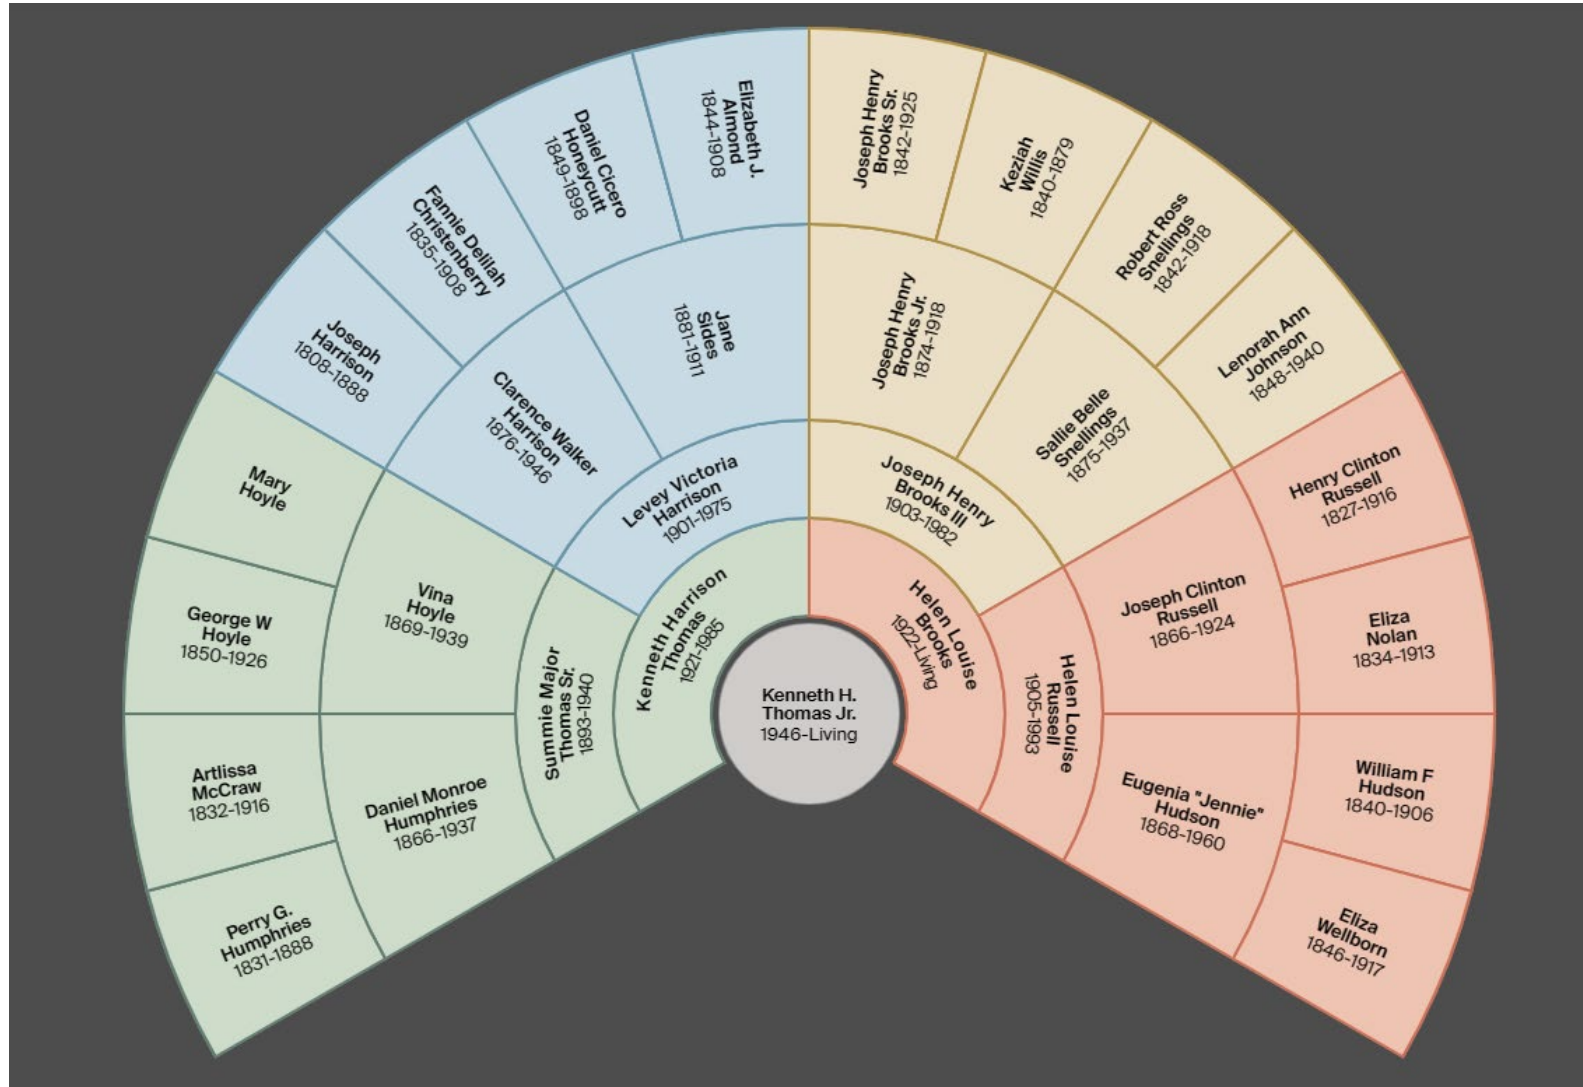 Kenneth H.
Thomas Jr.
1946-Living
Kenneth Harrison
Thomas
1921-1985
Helen Louise
Brooks
1922-Living
Summie Major
Thomas Sr.
1893-1940
Levey Victoria
Harrison
1901-1975
Joseph Henry
Brooks III
1903-1982
Helen Louise
Russell
1905-1993
Daniel Monroe
Humphries
1866-1937
Vina
Hoyle
1869-1939
Clarence Walker
Harrison
1876-1946
Jane
Sides
1881-1911
Joseph Henry
Brooks Jr.
1874-1918
Sallie Belle
Snellings
1875-1937
Joseph Clinton
Russell
1866-1924
Eugenia "Jennie"
Hudson
1868-1960
Perry G.
Humphries
1831-1888
Artlissa
McCraw
1832-1916
George W
Hoyle
1850-1926
Mary
Hoyle
Joseph
Harrison
1808-1888
Fannie Delilah
Christenberry
1835-1908
Daniel Cicero
Honeycutt
1849-1898
Elizabeth J.
Almond
1844-1908
Joseph Henry
Brooks Sr.
1842-1925
Keziah
Willis
1840-1879
Robert Ross
Snellings
1842-1918
Lenorah Ann
Johnson
1848-1940
Henry Clinton
Russell
1827-1916
Eliza
Nolan
1834-1913
William F
Hudson
1840-1906
Eliza
Wellborn
1846-1917